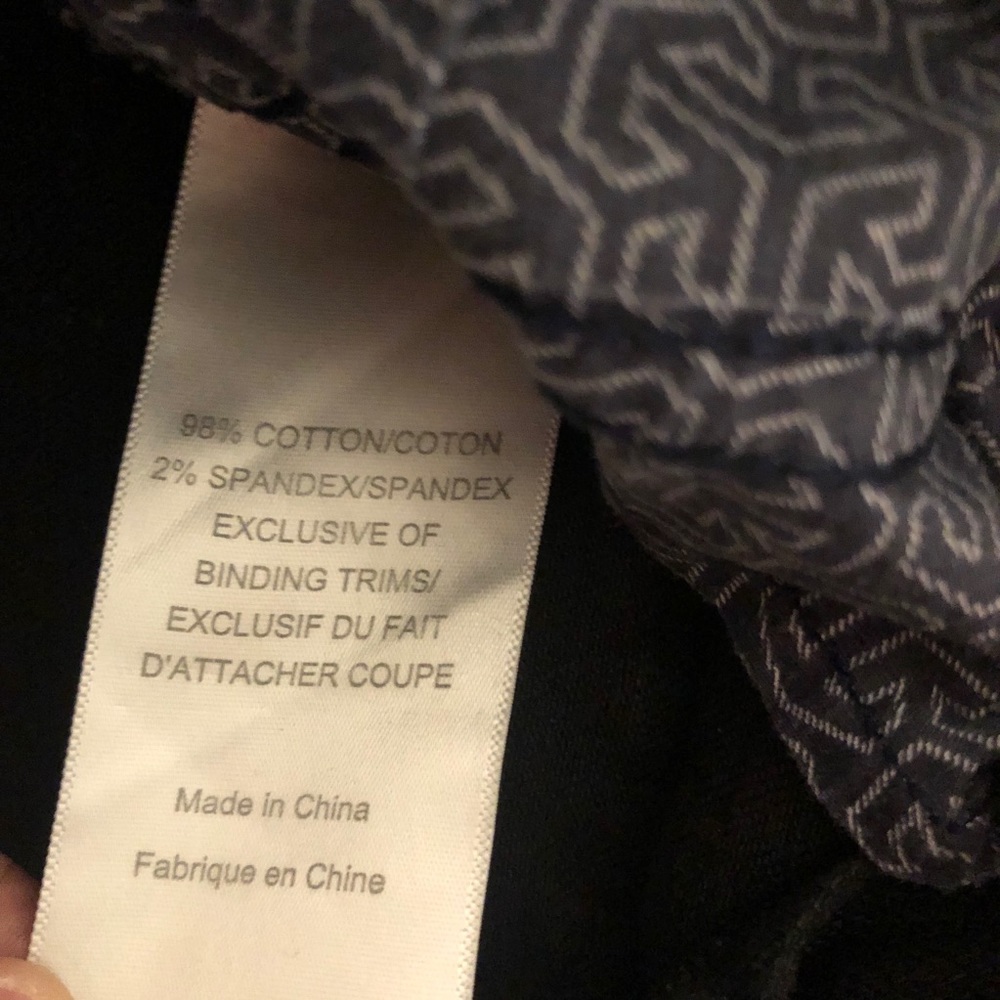 98% COTTON/COTON
2% SPANDEX/SPANDEX
EXCLUSIVE OF
BINDING TRIMS/
EXCLUSIF DU FAIT
D'ATTACHER COUPE
Made in China
Fabrique en Chine